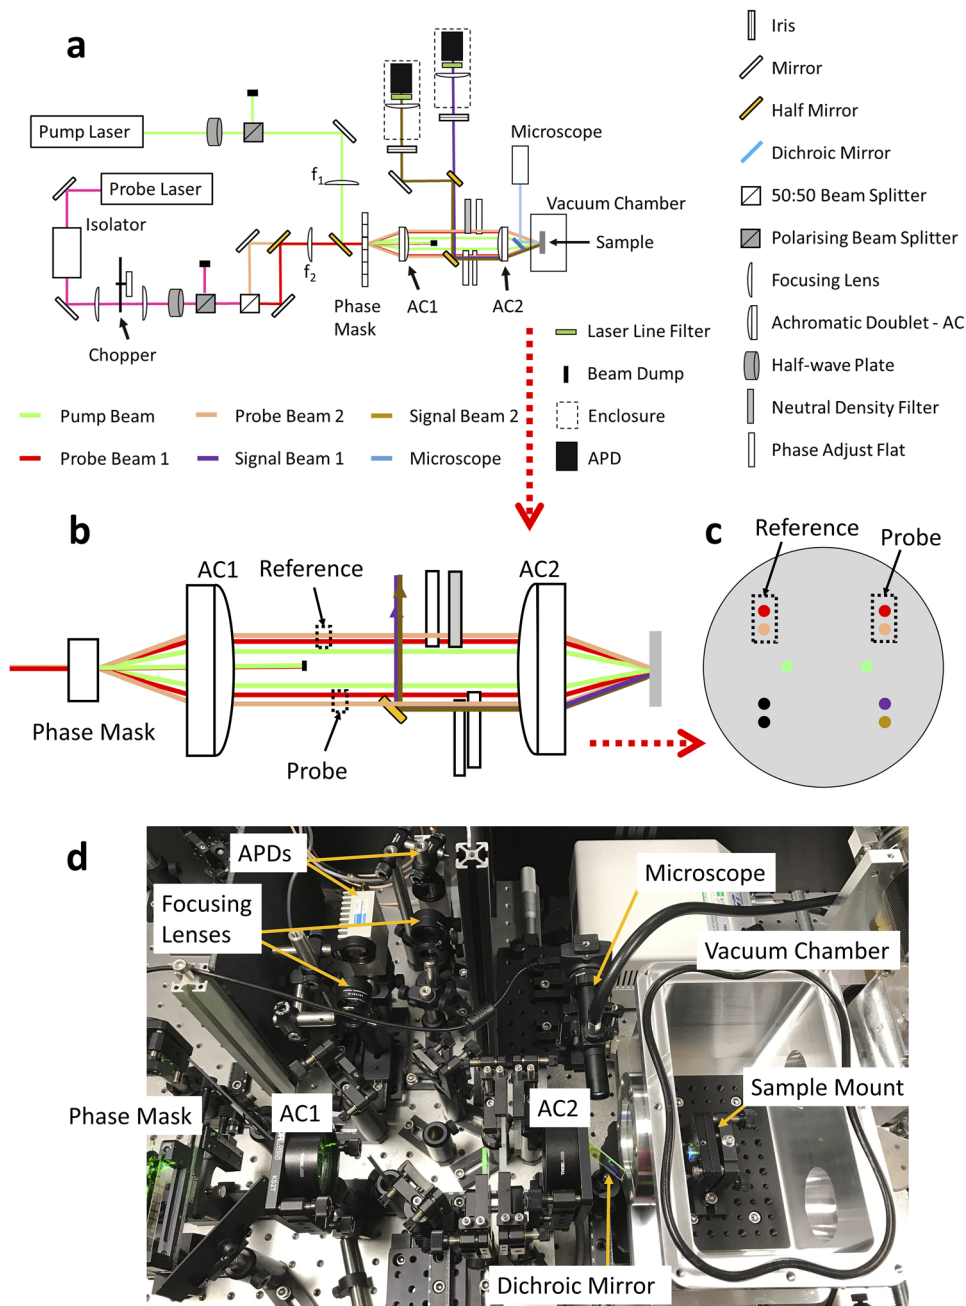 a
Pump Laser
Probe Laser
Isolator
Chopper
f1
f2
Phase
Mask
AC1
AC2
Microscope
Vacuum Chamber
Sample
Iris
Mirror
Half Mirror
Dichroic Mirror
50:50 Beam Splitter
Polarising Beam Splitter
Focusing Lens
Achromatic Doublet - AC
Half-wave Plate
Neutral Density Filter
Phase Adjust Flat
Laser Line Filter
Beam Dump
Enclosure
APD
Pump Beam
Probe Beam 2
Signal Beam 2
Probe Beam 1
Signal Beam 1
Microscope
b
AC1
Reference
AC2
Phase Mask
Probe
c
Reference
Probe
d
APDs
Focusing
Lenses
Microscope
Vacuum Chamber
Sample Mount
Phase Mask
AC1
AC2
Dichroic Mirror